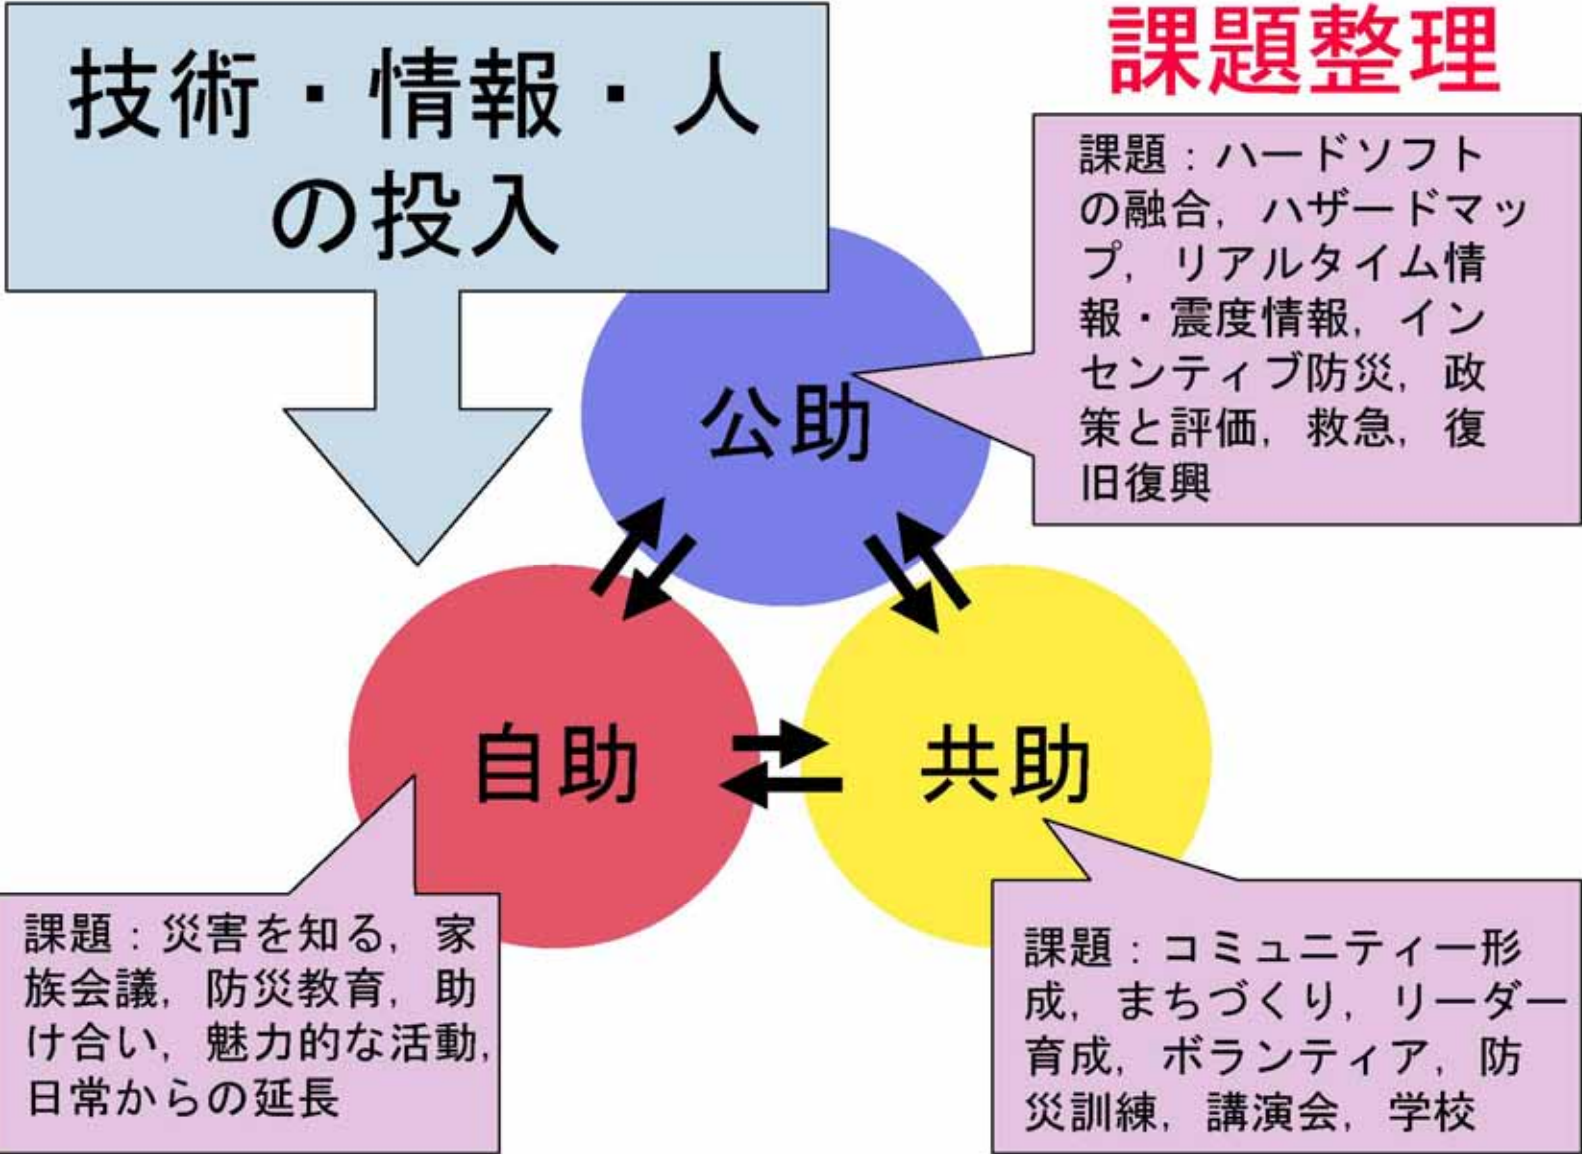 技術・情報・人
の投入
課題整理
課題：ハードソフト
の融合，ハザードマッ
プ，リアルタイム情
報・震度情報，イン
センティブ防災，政
策と評価，救急，復
旧復興
公助
自助
共助
課題：災害を知る，家
族会議，防災教育，助
け合い，魅力的な活動，
日常からの延長
課題：コミュニティー形
成，まちづくり，リーダー
育成，ボランティア，防
災訓練，講演会，学校